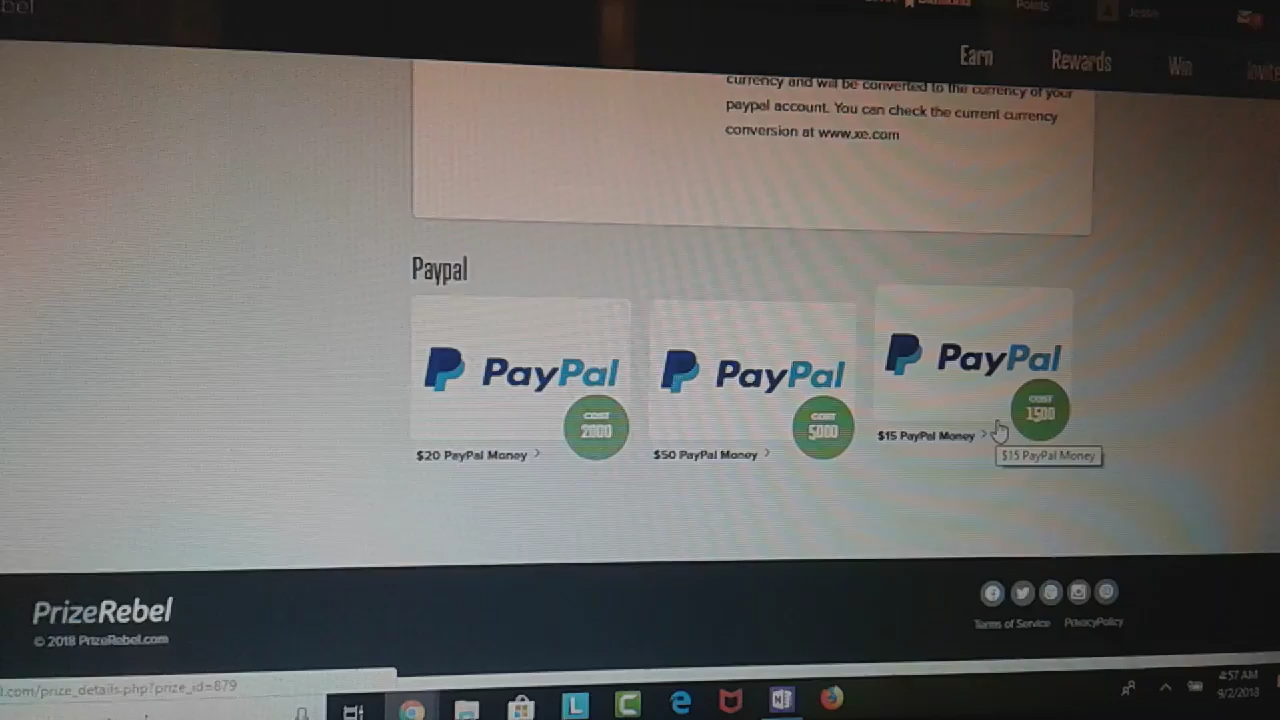 Points
Earn
Rewards
Win
currency and will be converted to the currency of your
paypal account. You can check the current currency
conversion at www.xe.com
Paypal
PayPal
COST
2000
$20 PayPal Money
PayPal
COST
5000
$50 PayPal Money
PayPal
COST
1500
$15 PayPal Money
$15 PayPal Money
PrizeRebel
© 2018 PrizeRebel.com
Terms of Service
PrivacyPolicy
l.com/prize_details.php?prize_id=879
4:57 AM
9/2/2018